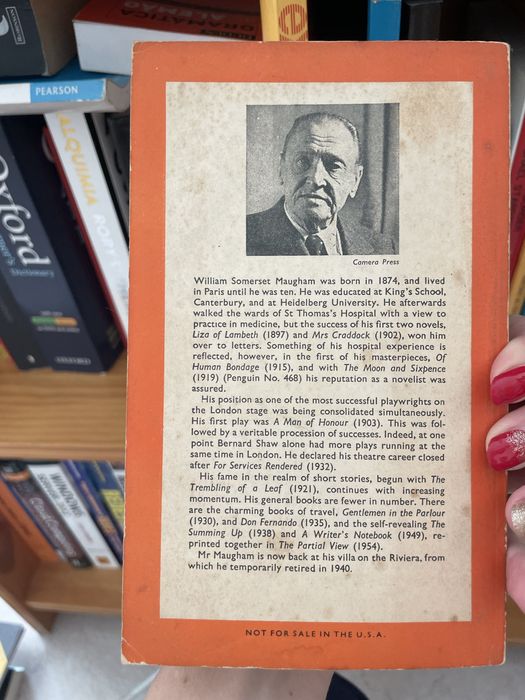 PEARSON
DRAMÁTICA
ALQUIMIA
Oxford
Dictionary
OXFORD
Camera Press
William Somerset Maugham was born in 1874, and lived
in Paris until he was ten. He was educated at King's School,
Canterbury, and at Heidelberg University. He afterwards
walked the wards of St Thomas's Hospital with a view to
practice in medicine, but the success of his first two novels,
Liza of Lambeth (1897) and Mrs Craddock (1902), won him
over to letters. Something of his hospital experience is
reflected, however, in the first of his masterpieces, Of
Human Bondage (1915), and with The Moon and Sixpence
(1919) (Penguin No. 468) his reputation as a novelist was
assured.
His position as one of the most successful playwrights on
the London stage was being consolidated simultaneously.
His first play was A Man of Honour (1903). This was fol-
lowed by a veritable procession of successes. Indeed, at one
point Bernard Shaw alone had more plays running at the
same time in London. He declared his theatre career closed
after For Services Rendered (1932).
His fame in the realm of short stories, begun with The
Trembling of a Leaf (1921), continues with increasing
momentum. His general books are fewer in number. There
are the charming books of travel, Gentlemen in the Parlour
(1930), and Don Fernando (1935), and the self-revealing The
Summing Up (1938) and A Writer's Notebook (1949), re-
printed together in The Partial View (1954).
Mr Maugham is now back at his villa on the Riviera, from
which he temporarily retired in 1940.
NOT FOR SALE IN THE U.S.A.